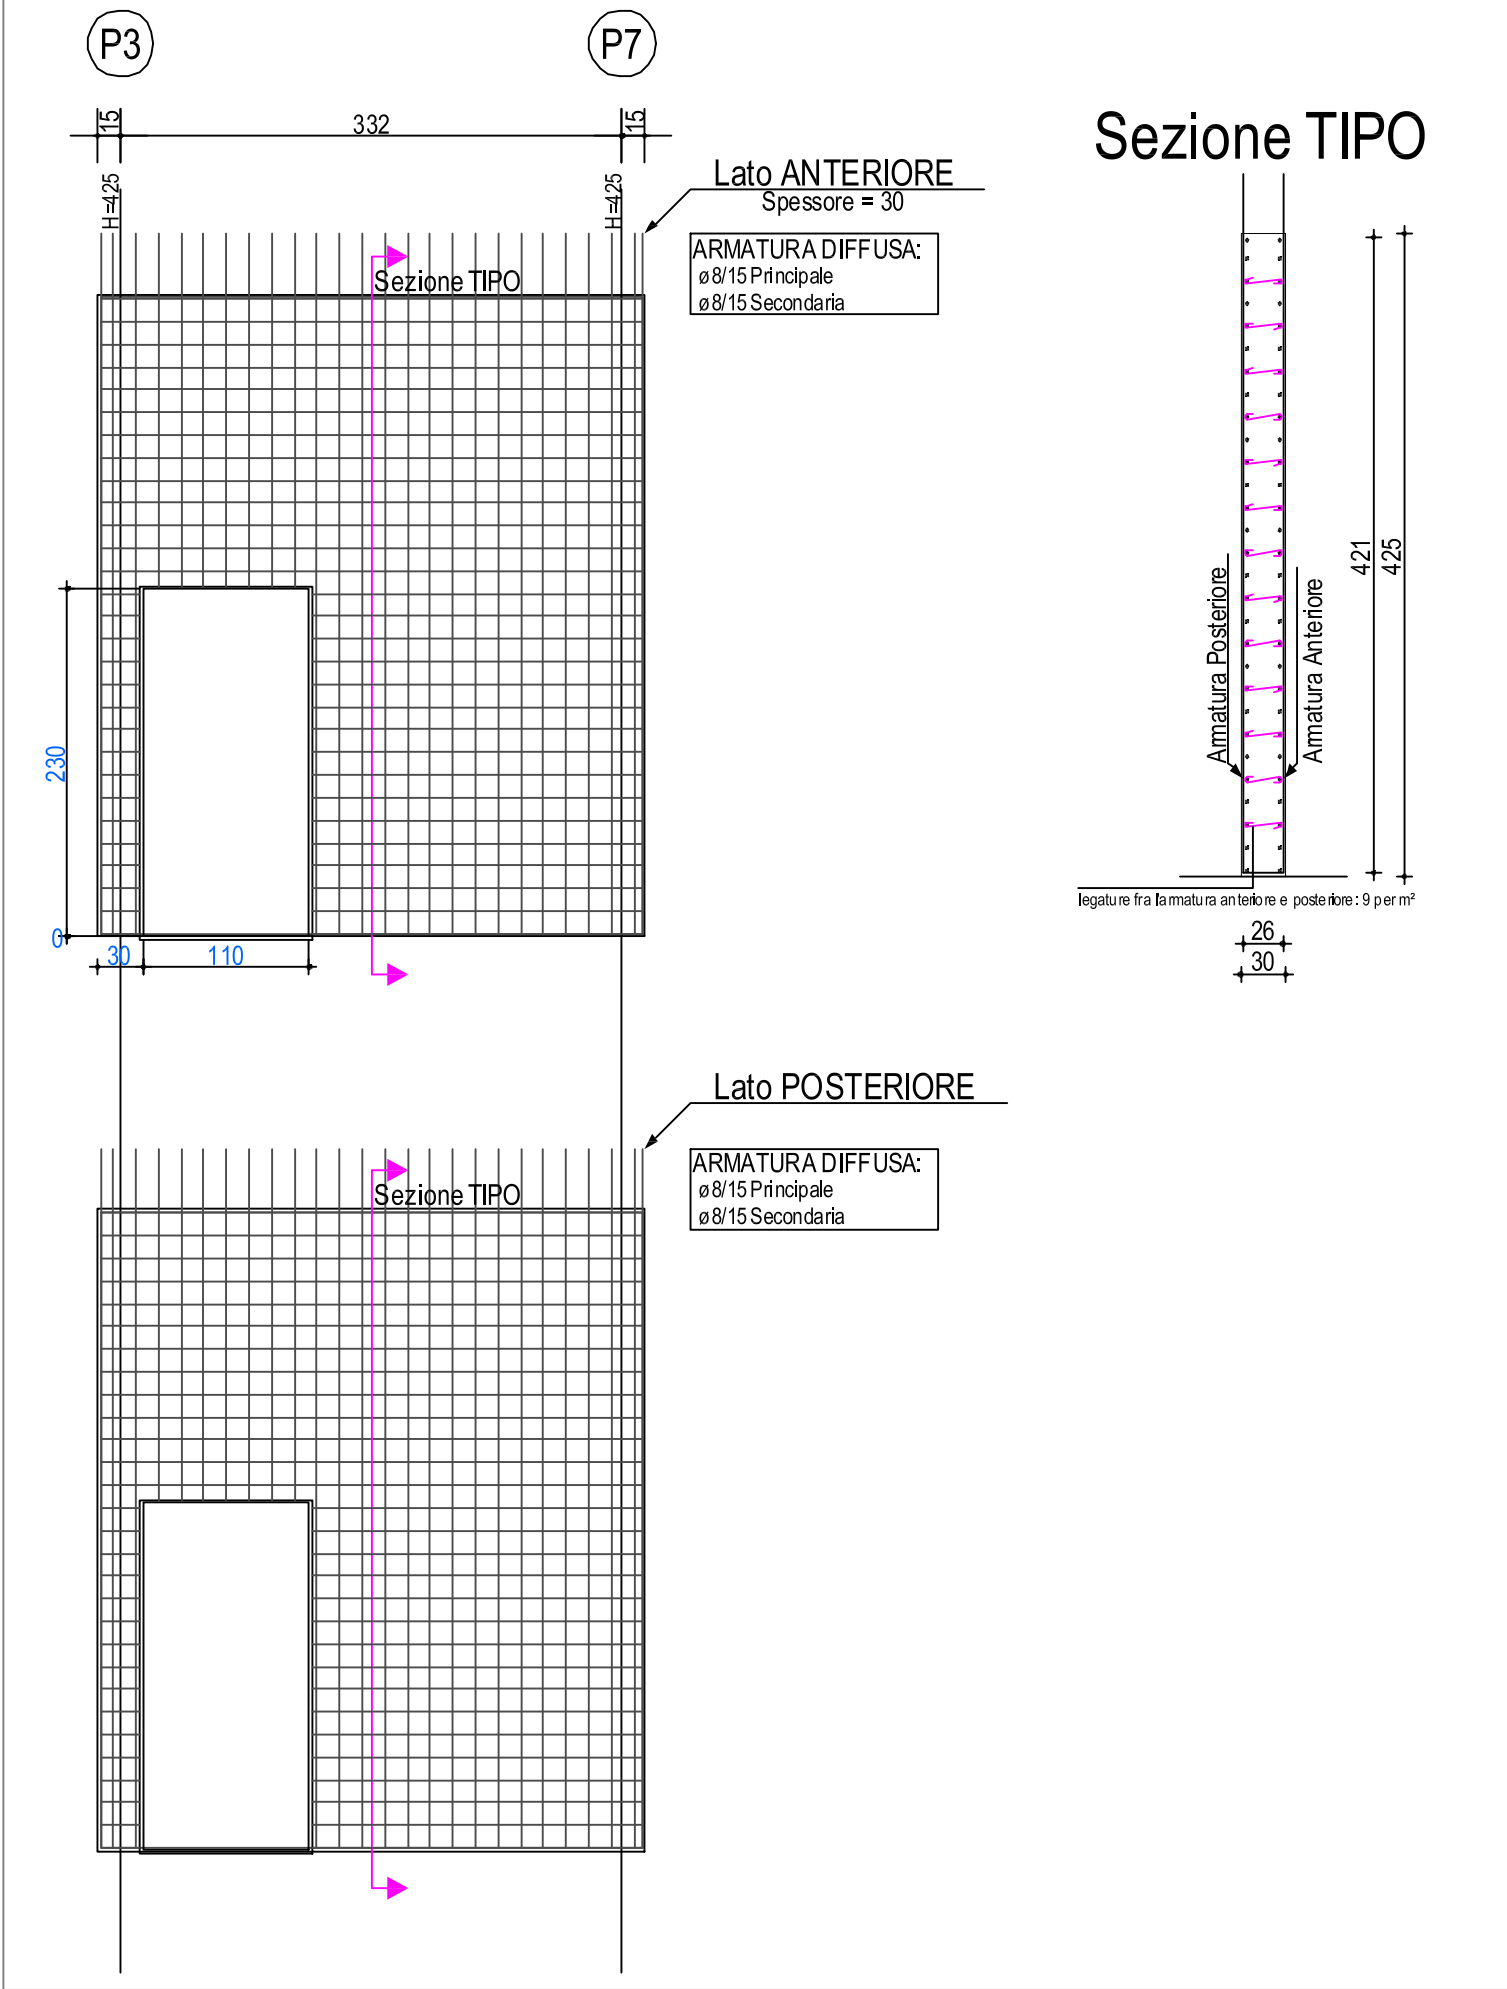 P3
P7
15
332
15
Sezione TIPO
H=425
H=425
Lato ANTERIORE
Spessore = 30
ARMATURA DIFFUSA:
ø8/15 Principale
ø8/15 Secondaria
Sezione TIPO
421
425
Armatura Posteriore
Armatura Anteriore
230
legature fra l'armatura anteriore e posteriore: 9 per m²
0
30
110
26
30
Lato POSTERIORE
ARMATURA DIFFUSA:
ø8/15 Principale
ø8/15 Secondaria
Sezione TIPO